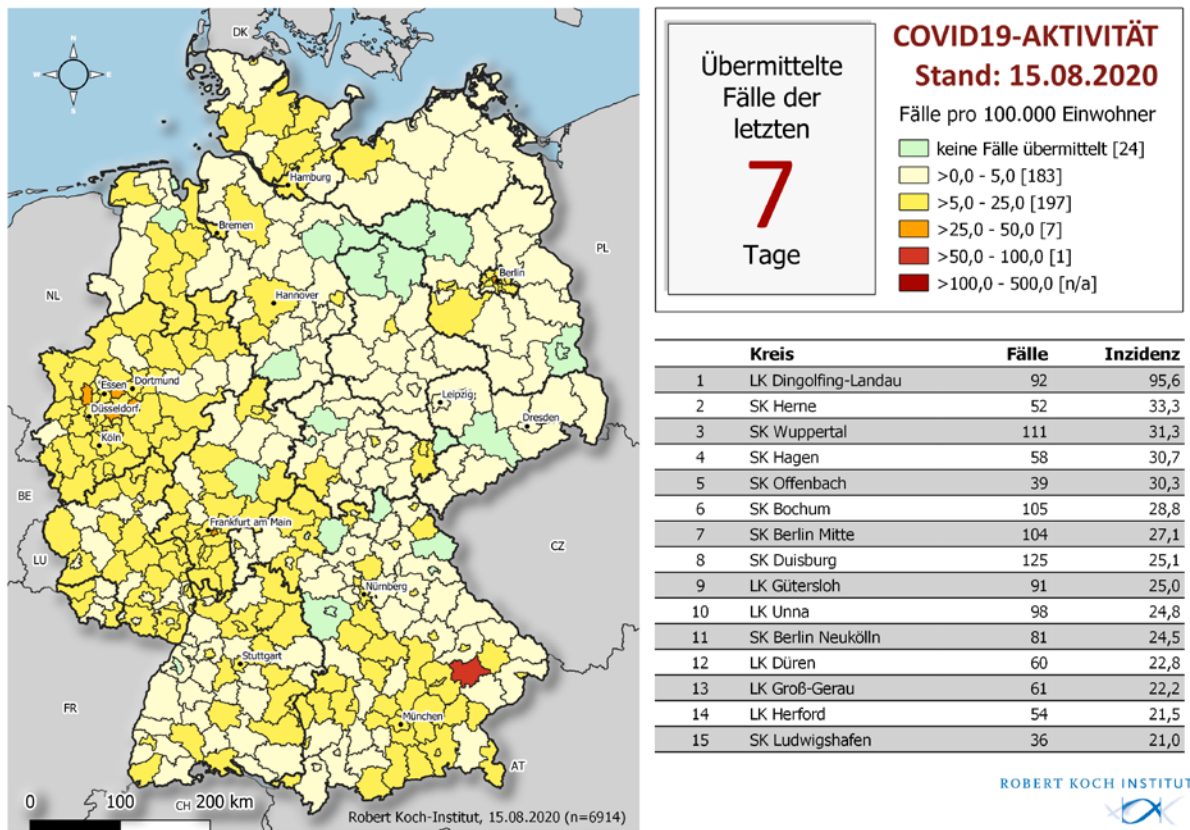 DK
N
W
E
S
Hamburg
Bremen
PL
Berlin
NL
Hannover
Essen
Dortmund
Düsseldorf
Leipzig
Dresden
Köln
BE
Frankfurt am Main
CZ
LU
Nürnberg
Stuttgart
FR
München
AT
0 100 200 km
CH
Robert Koch-Institut, 15.08.2020 (n=6914)
Übermittelte
Fälle der
letzten
7
Tage
COVID19-AKTIVITÄT
Stand: 15.08.2020
Fälle pro 100.000 Einwohner
keine Fälle übermittelt [24]
>0,0 - 5,0 [183]
>5,0 - 25,0 [197]
>25,0 - 50,0 [7]
>50,0 - 100,0 [1]
>100,0 - 500,0 [n/a]
Kreis Fälle Inzidenz
1 LK Dingolfing-Landau 92 95,6
2 SK Herne 52 33,3
3 SK Wuppertal 111 31,3
4 SK Hagen 58 30,7
5 SK Offenbach 39 30,3
6 SK Bochum 105 28,8
7 SK Berlin Mitte 104 27,1
8 SK Duisburg 125 25,1
9 LK Gütersloh 91 25,0
10 LK Unna 98 24,8
11 SK Berlin Neukölln 81 24,5
12 LK Düren 60 22,8
13 LK Groß-Gerau 61 22,2
14 LK Herford 54 21,5
15 SK Ludwigshafen 36 21,0
ROBERT KOCH INSTITUT